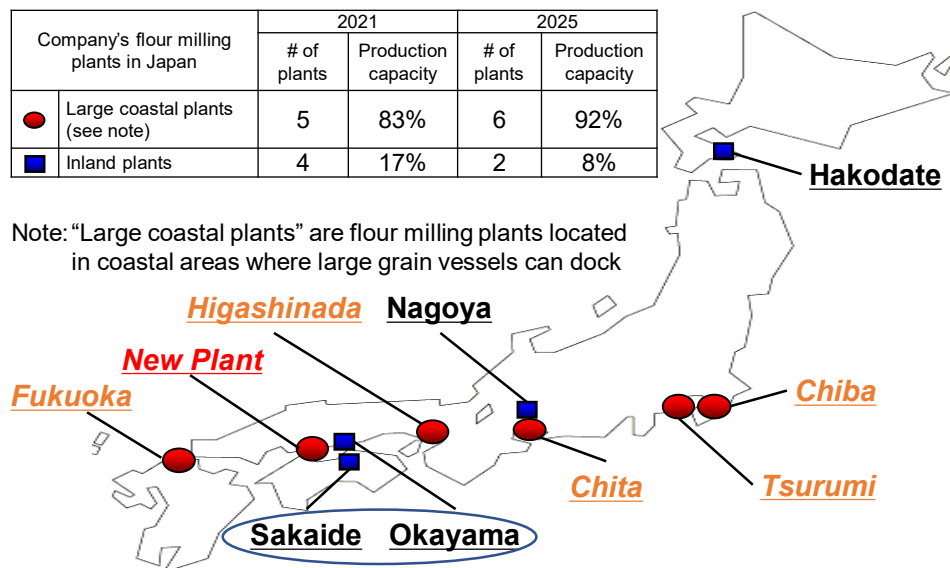 Company’s flour milling
plants in Japan
2021
2025
# of
plants
Production
capacity
# of
plants
Production
capacity
Large coastal plants
(see note)
5
83%
6
92%
Inland plants
4
17%
2
8%
Hakodate
Note: “Large coastal plants” are flour milling plants located
in coastal areas where large grain vessels can dock
Higashinada
Nagoya
New Plant
Fukuoka
Chiba
Chita
Tsurumi
Sakaide
Okayama